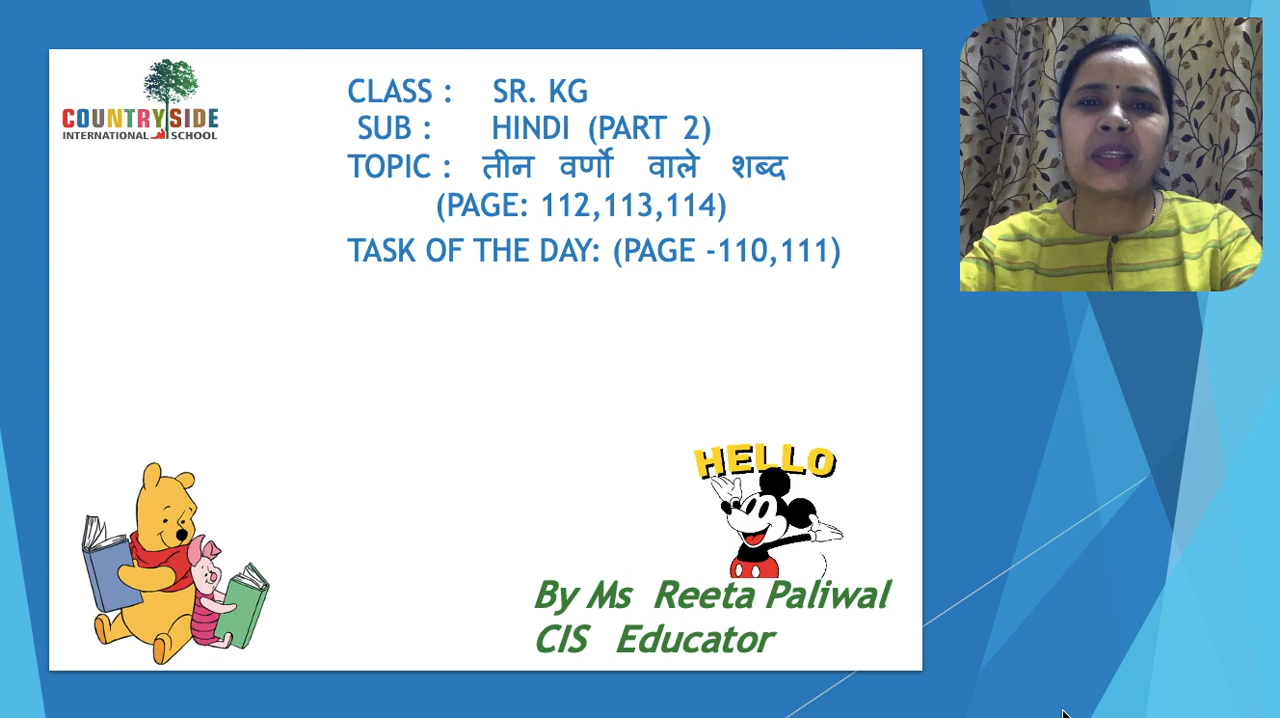 COUNTRYSIDE
INTERNATIONAL SCHOOL
CLASS : SR. KG
SUB : HINDI (PART 2)
TOPIC : तीन वर्णो वाले शब्द
(PAGE: 112,113,114)
TASK OF THE DAY: (PAGE -110,111)
HELLO
By Ms Reeta Paliwal
CIS Educator